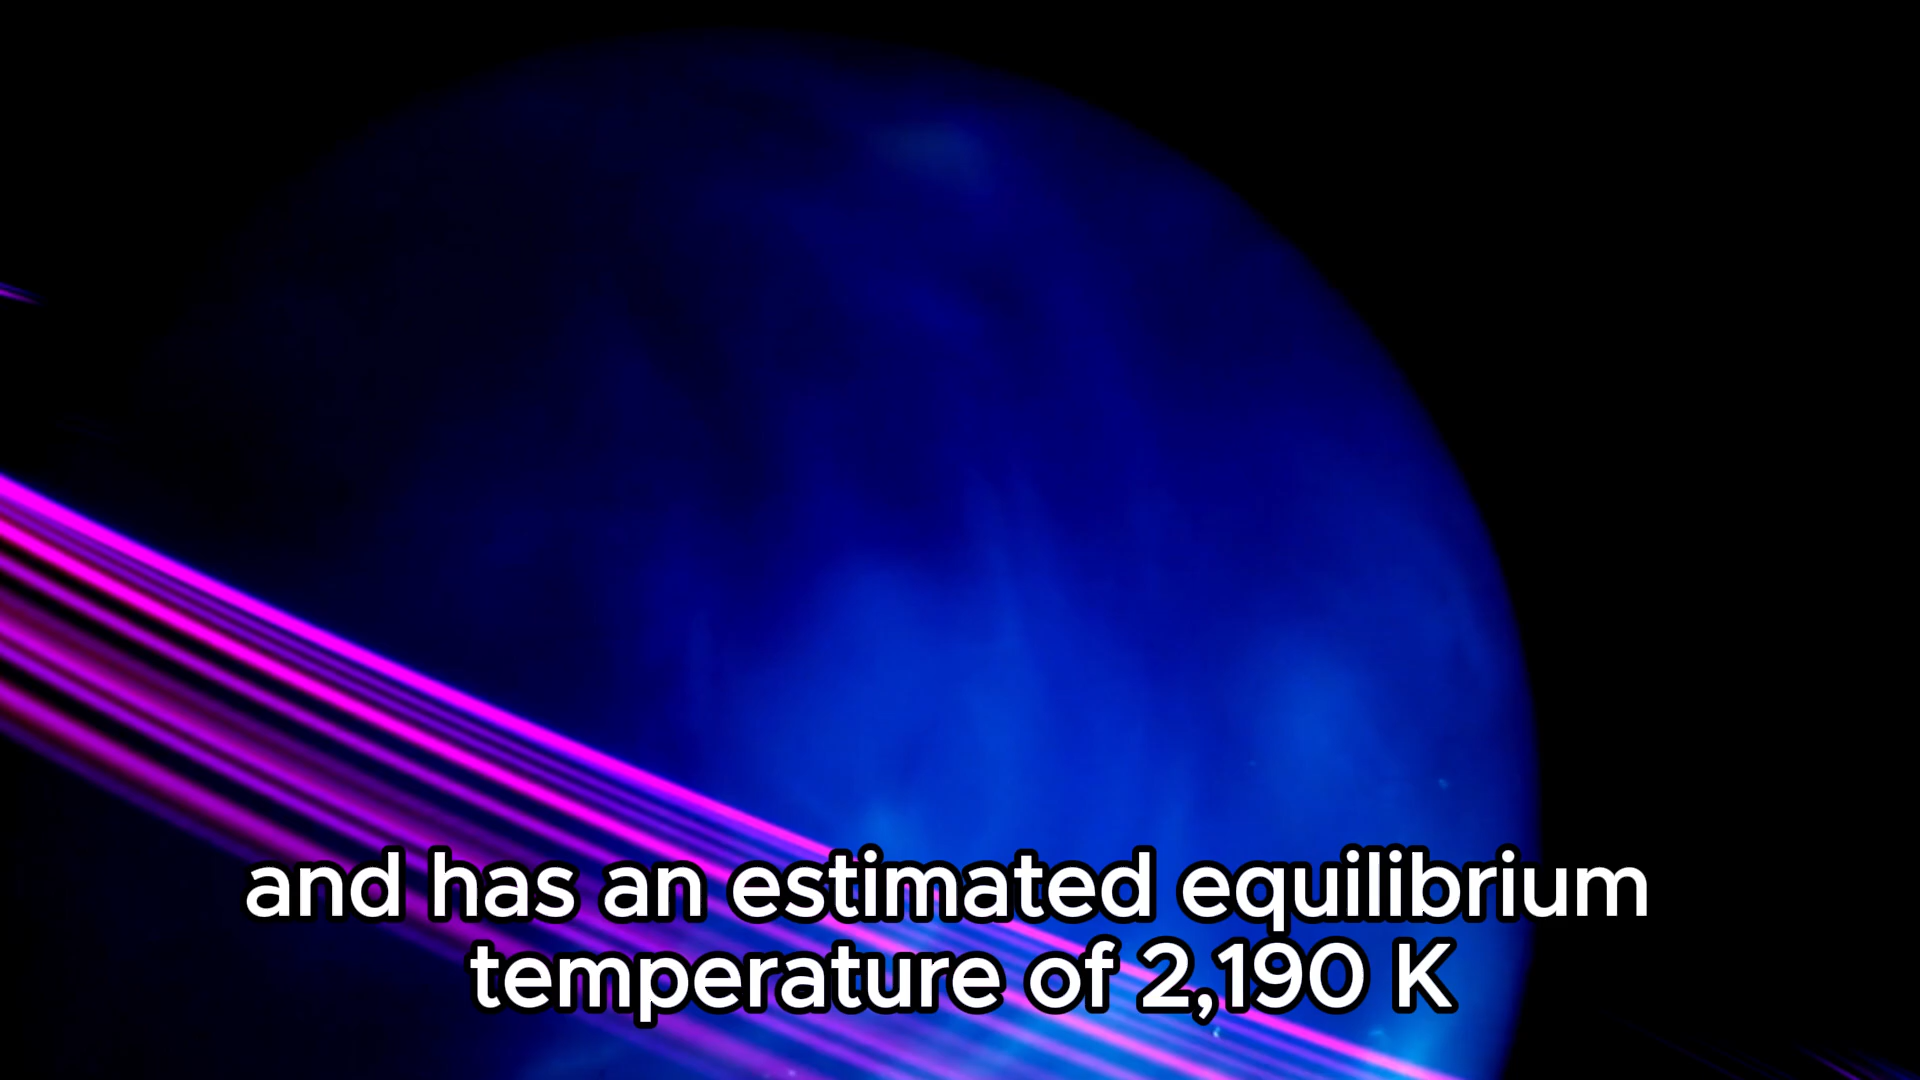 and has an estimated equilibrium
temperature of 2,190 K